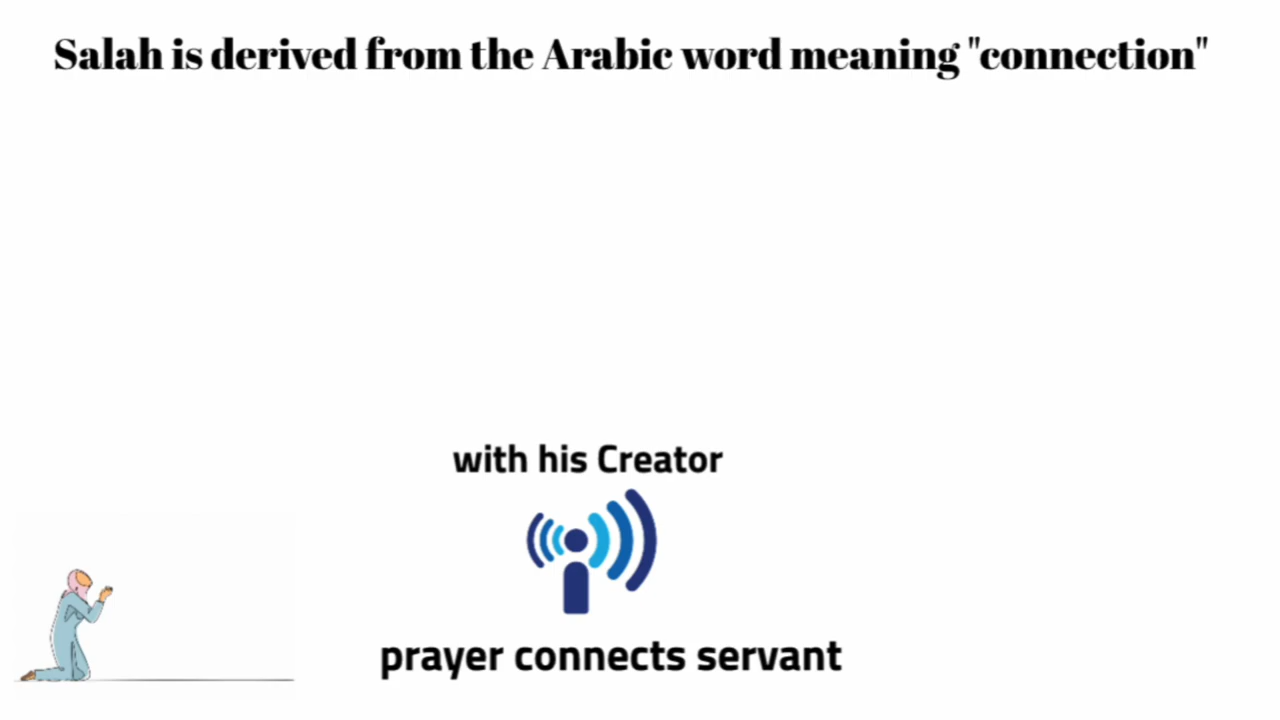 Salah is derived from the Arabic word meaning "connection"
with his Creator
prayer connects servant